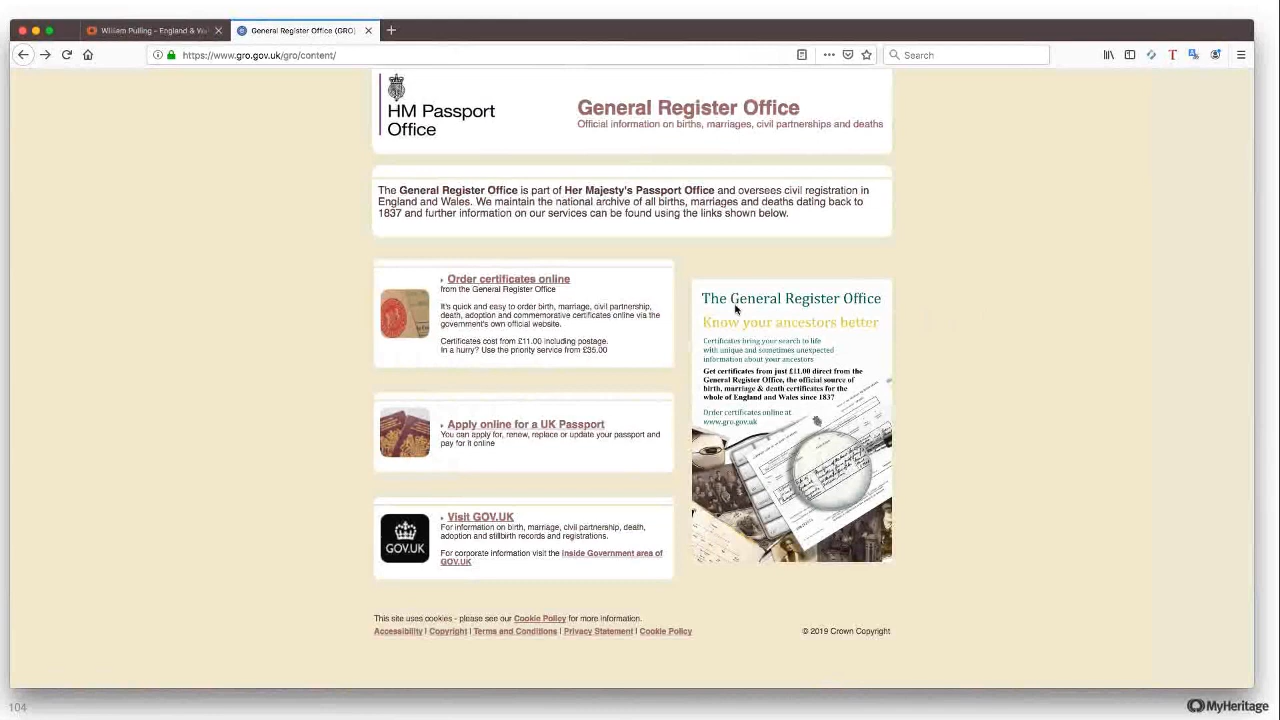 William Pulling - England & Wa
General Register Office (GRO)
https://www.gro.gov.uk/gro/content/
Search
HM Passport
Office
General Register Office
Official information on births, marriages, civil partnerships and deaths
The General Register Office is part of Her Majesty's Passport Office and oversees civil registration in
England and Wales. We maintain the national archive of all births, marriages and deaths dating back to
1837 and further information on our services can be found using the links shown below.
Order certificates online
from the General Register Office
It's quick and easy to order birth, marriage, civil partnership,
death, adoption and commemorative certificates online via the
government's own official website.
Certificates cost from £11.00 including postage.
In a hurry? Use the priority service from £35.00
Apply online for a UK Passport
You can apply for, renew, replace or update your passport and
pay for it online
GOV.UK
Visit GOV.UK
For information on birth, marriage, civil partnership, death,
adoption and stillbirth records and registrations.
For corporate information visit the inside Government area of
GOV.UK
The General Register Office
Know your ancestors better
Certificates bring your search to life
with unique and sometimes unexpected
information about your ancestors
Get certificates from just £11.00 direct from the
General Register Office, the official source of
birth, marriage & death certificates for the
whole of England and Wales since 1837
Order certificates online at
www.gro.gov.uk
This site uses cookies - please see our Cookie Policy for more information.
Accessibility | Copyright | Terms and Conditions | Privacy Statement | Cookie Policy
© 2019 Crown Copyright
104
MyHeritage